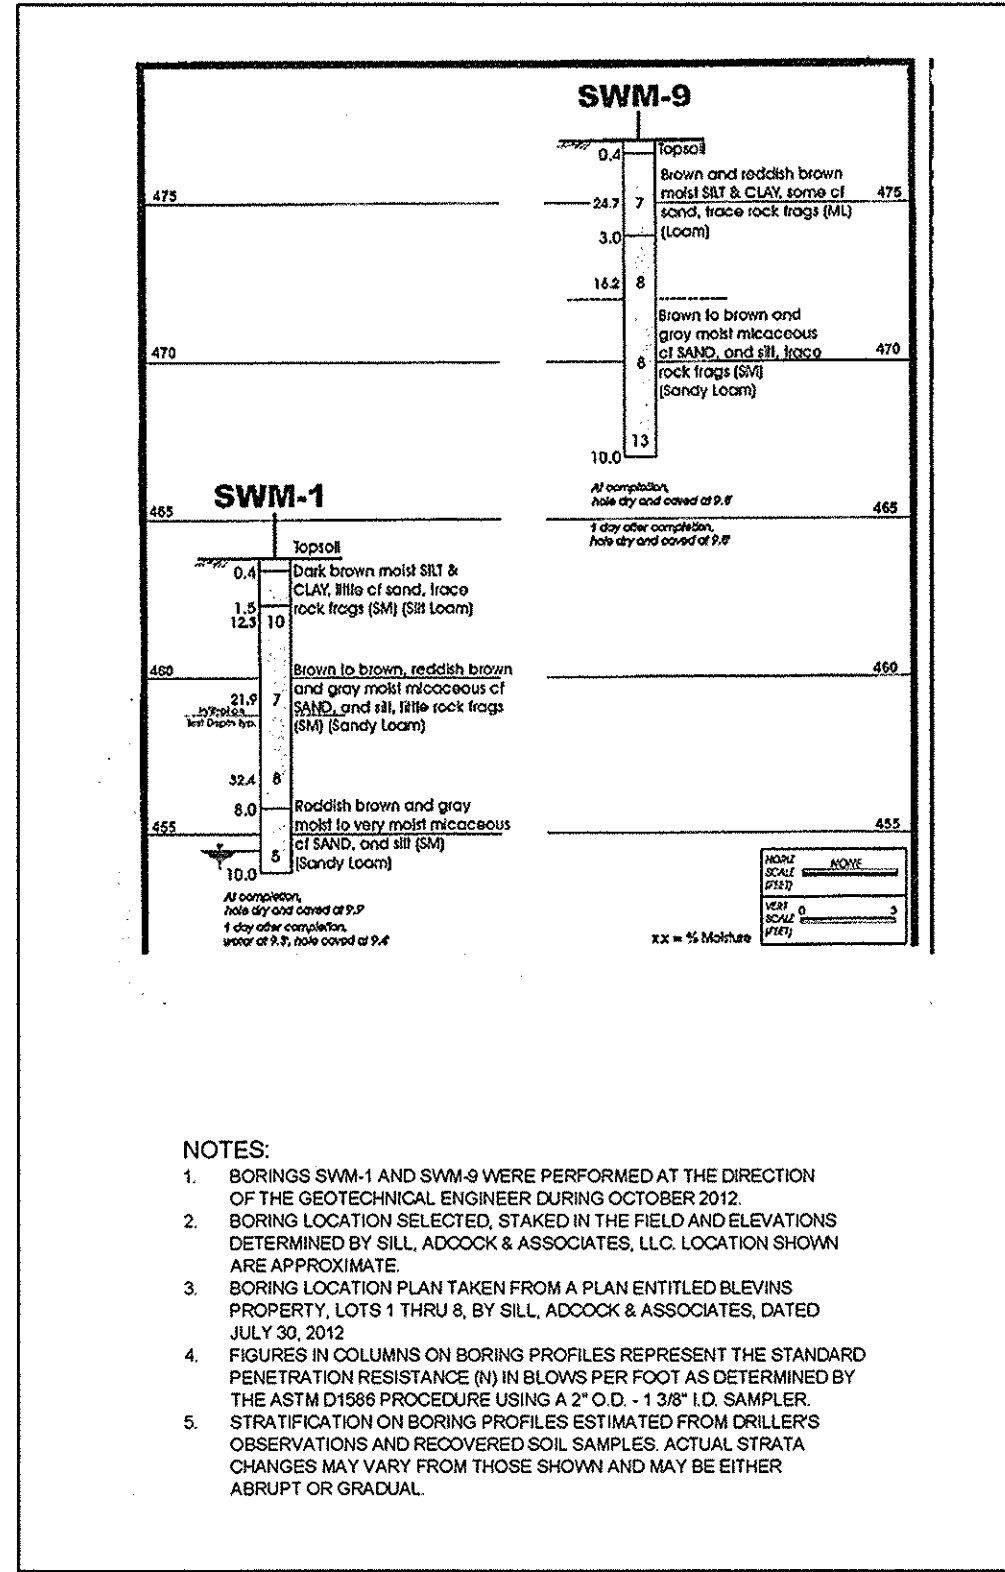 SWM-9
0.4 Topsoil
Brown and reddish brown
475 24.7 7 moist SILT & CLAY, some cf 475
sand, trace rock frags (ML)
3.0 (Loam)
16.2 8
Brown to brown and
gray moist micaceous
470 8 cf SAND, and silt, trace 470
rock frags (SM)
(Sandy Loam)
13
10.0
At completion,
hole dry and caved at 9.8'
465 465
1 day after completion,
hole dry and caved at 9.8'
SWM-1
Topsoil
0.4 Dark brown moist SILT &
CLAY, little cf sand, trace
1.5 rock frags (SM) (Silt Loam)
12.3 10
460 Brown to brown, reddish brown 460
and gray moist micaceous cf
21.9 7 SAND, and silt, little rock frags
Infiltration
Test Depth typ. (SM) (Sandy Loam)
32.4 8
8.0 Reddish brown and gray
455 moist to very moist micaceous 455
cf SAND, and silt (SM)
5 (Sandy Loam)
10.0
At completion,
hole dry and caved at 9.9'
1 day after completion,
water at 9.3', hole caved at 9.4'
HORIZ
SCALE NONE
(FEET)
VERT 0 3
SCALE
(FEET)
xx = % Moisture
NOTES:
1. BORINGS SWM-1 AND SWM-9 WERE PERFORMED AT THE DIRECTION
OF THE GEOTECHNICAL ENGINEER DURING OCTOBER 2012.
2. BORING LOCATION SELECTED, STAKED IN THE FIELD AND ELEVATIONS
DETERMINED BY SILL, ADCOCK & ASSOCIATES, LLC. LOCATION SHOWN
ARE APPROXIMATE.
3. BORING LOCATION PLAN TAKEN FROM A PLAN ENTITLED BLEVINS
PROPERTY, LOTS 1 THRU 8, BY SILL, ADCOCK & ASSOCIATES, DATED
JULY 30, 2012
4. FIGURES IN COLUMNS ON BORING PROFILES REPRESENT THE STANDARD
PENETRATION RESISTANCE (N) IN BLOWS PER FOOT AS DETERMINED BY
THE ASTM D1586 PROCEDURE USING A 2" O.D. - 1 3/8" I.D. SAMPLER.
5. STRATIFICATION ON BORING PROFILES ESTIMATED FROM DRILLER'S
OBSERVATIONS AND RECOVERED SOIL SAMPLES. ACTUAL STRATA
CHANGES MAY VARY FROM THOSE SHOWN AND MAY BE EITHER
ABRUPT OR GRADUAL.